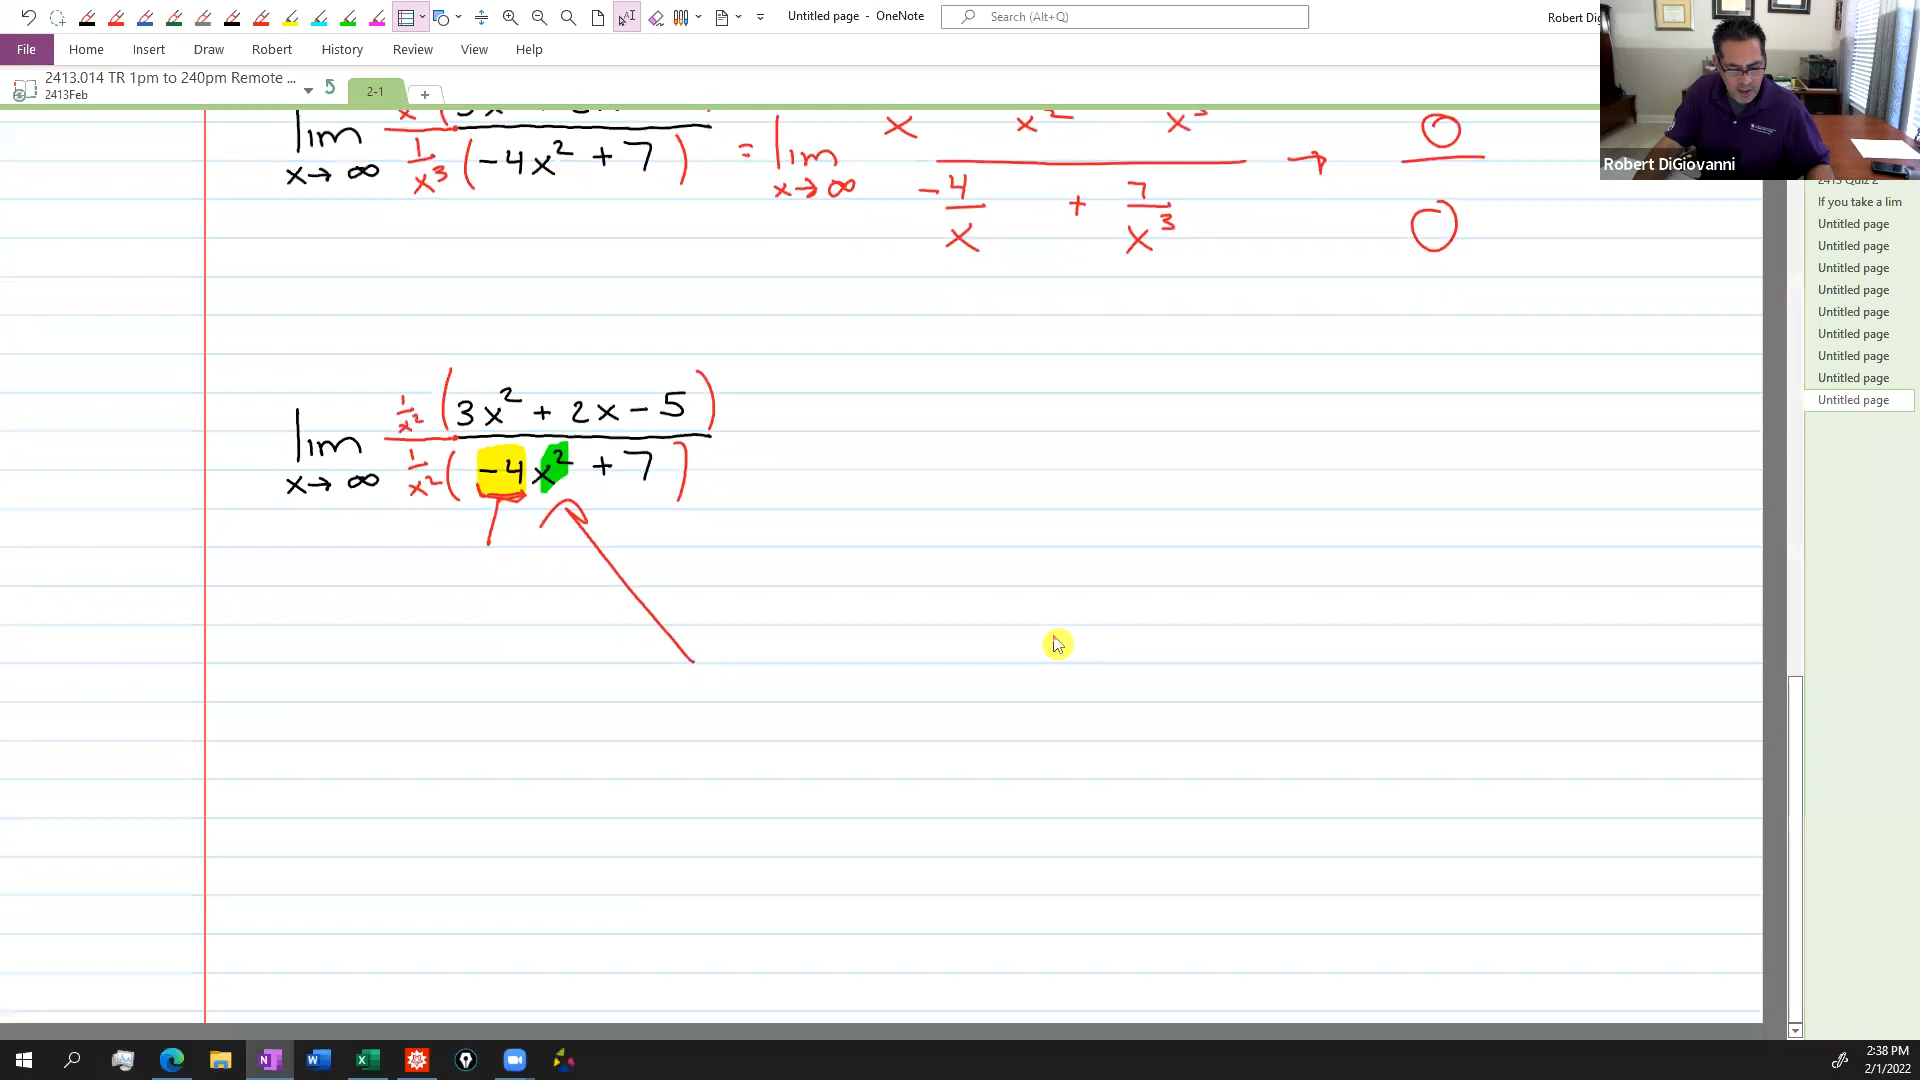 Untitled page - OneNote
Search (Alt+Q)
File Home Insert Draw Robert History Review View Help
2413.014 TR 1pm to 240pm Remote ...
2413Feb
2-1
+
Robert DiGiovanni
lim x→∞ 1/x³ (-4x² + 7) = lim x→∞ x x² / -4/x + 7/x³ → 0/0
lim x→∞ 1/x² (3x² + 2x - 5) / 1/x² (-4x² + 7)
If you take a lim
Untitled page
Untitled page
Untitled page
Untitled page
Untitled page
Untitled page
Untitled page
Untitled page
Untitled page
2:38 PM
2/1/2022